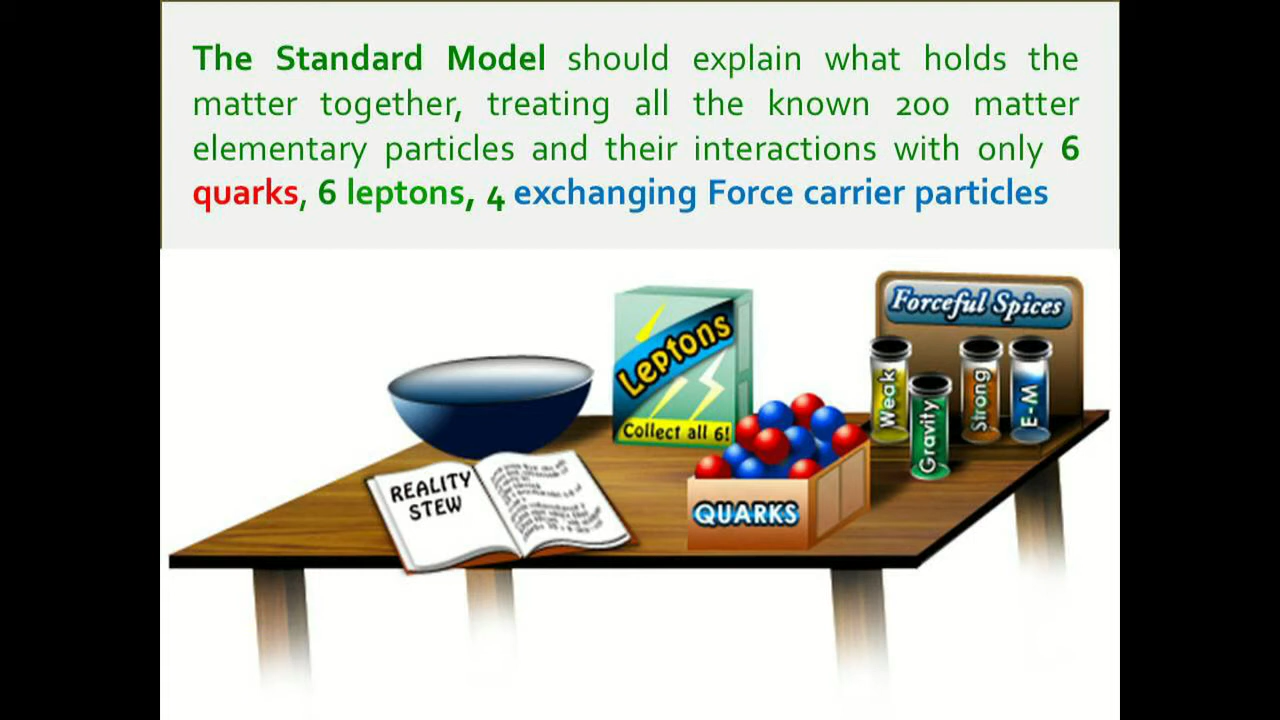 The Standard Model should explain what holds the
matter together, treating all the known 200 matter
elementary particles and their interactions with only 6
quarks, 6 leptons, 4 exchanging Force carrier particles
Forceful Spices
Leptons
Collect all 6!
Weak
Gravity
Strong
E-M
REALITY
STEW
QUARKS